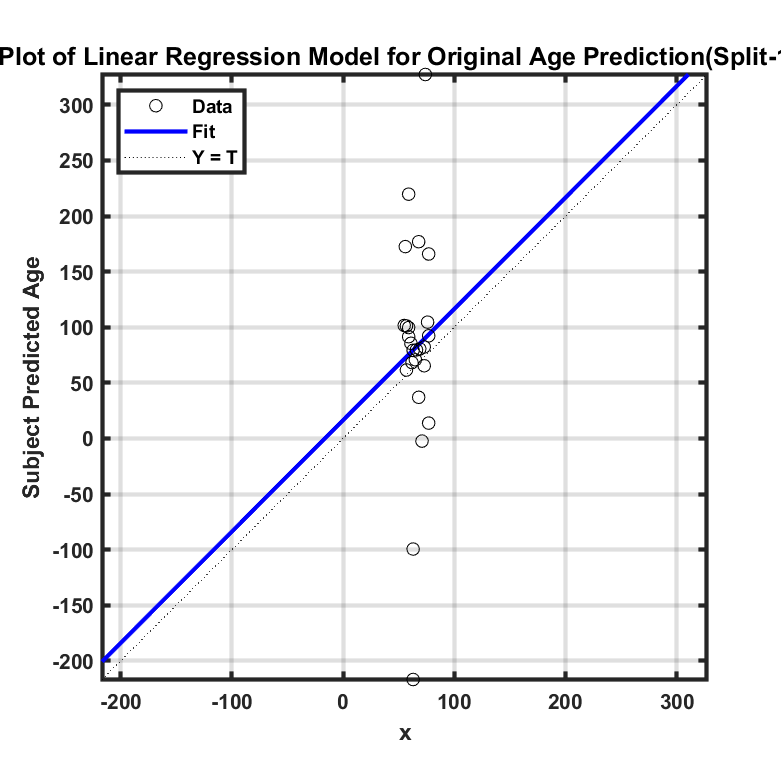 Plot of Linear Regression Model for Original Age Prediction(Split-1
Data
Fit
Y = T
300
250
200
150
100
50
0
-50
-100
-150
-200
-200 -100 0 100 200 300
Subject Predicted Age
x